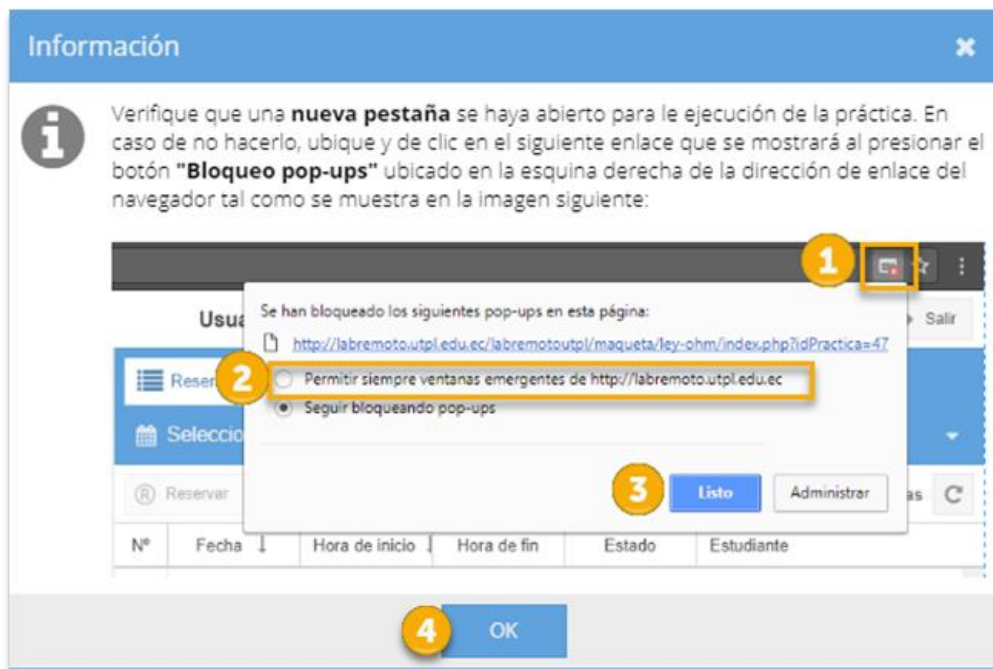 Información
Verifique que una nueva pestaña se haya abierto para le ejecución de la práctica. En
caso de no hacerlo, ubique y de clic en el siguiente enlace que se mostrará al presionar el
botón "Bloqueo pop-ups" ubicado en la esquina derecha de la dirección de enlace del
navegador tal como se muestra en la imagen siguiente:
1
Se han bloqueado los siguientes pop-ups en esta página:
Usua
Salir
http://labremoto.utpl.edu.ec/labremotoutpl/maqueta/ley-ohm/index.php?idPractica=47
Reser
2
Permitir siempre ventanas emergentes de http://labremoto.utpl.edu.ec
Seguir bloqueando pop-ups
Seleccio
3
Listo
Administrar
® Reservar
as
Nº Fecha ↓ Hora de inicio ↓ Hora de fin Estado Estudiante
4
OK